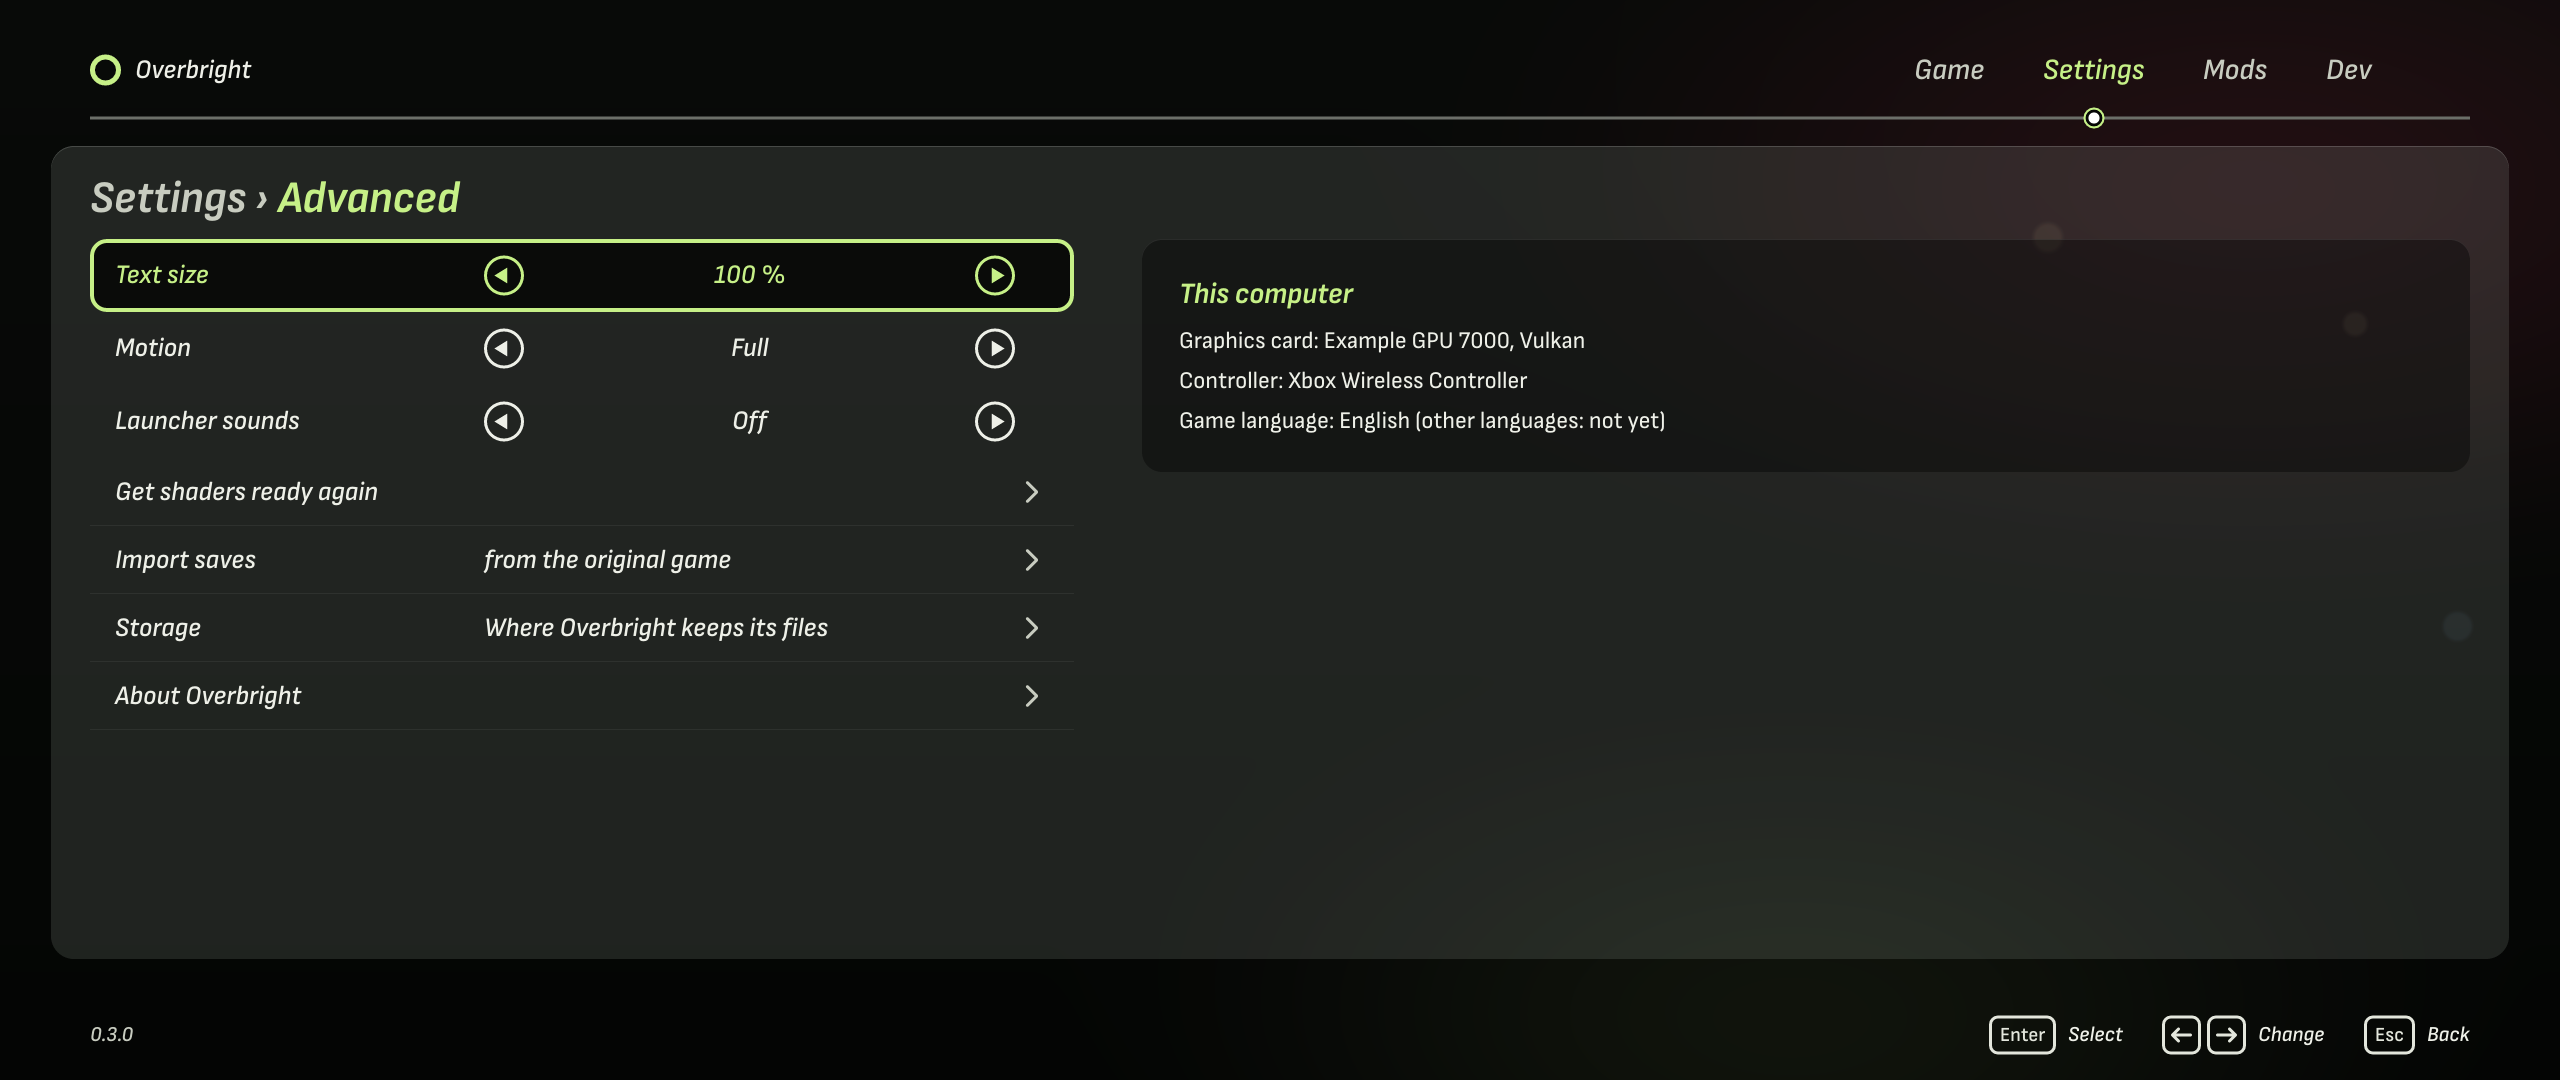 Overbright
Game Settings Mods Dev
Settings › Advanced
Text size 100 %
Motion Full
Launcher sounds Off
Get shaders ready again
Import saves from the original game
Storage Where Overbright keeps its files
About Overbright
This computer
Graphics card: Example GPU 7000, Vulkan
Controller: Xbox Wireless Controller
Game language: English (other languages: not yet)
0.3.0
Enter Select ← → Change Esc Back